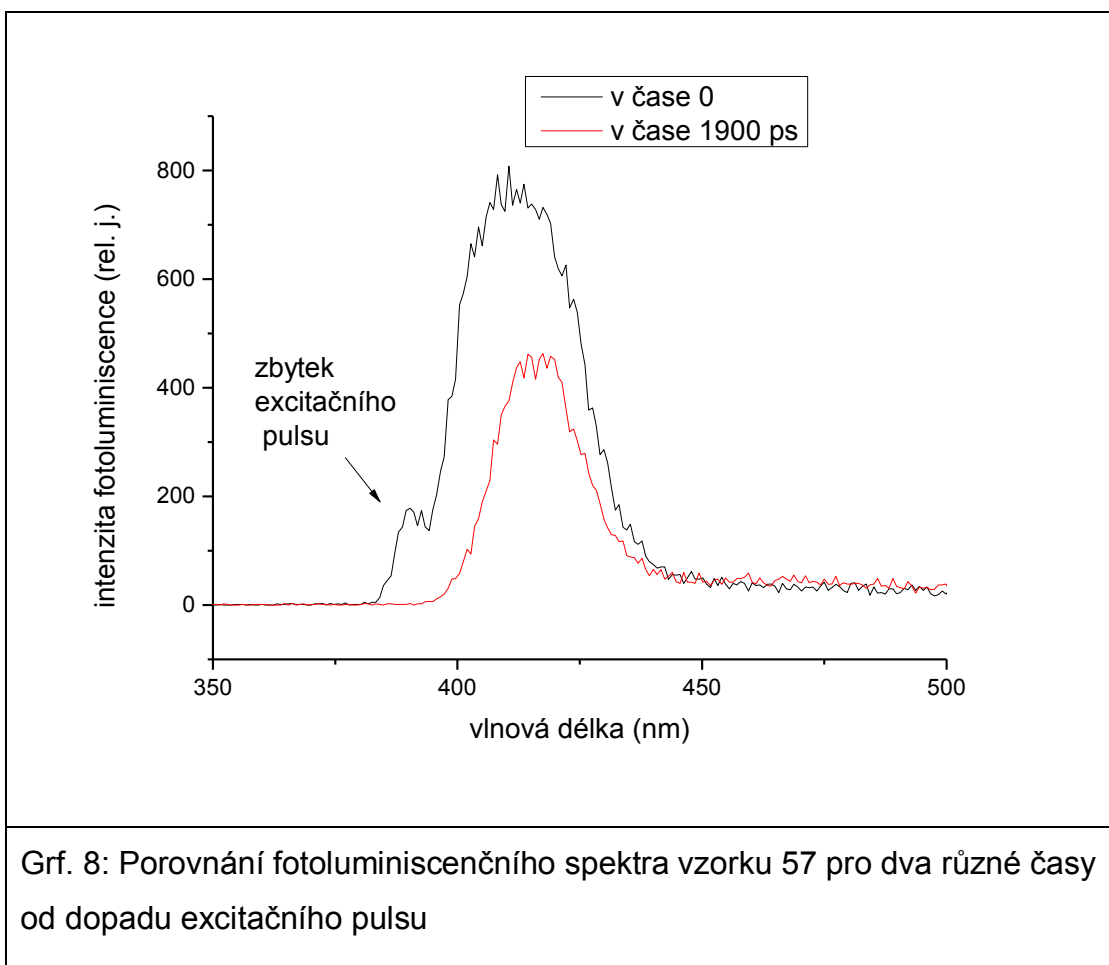 v čase 0
v čase 1900 ps
800
600
400
200
0
intenzita fotoluminiscence (rel. j.)
zbytek
excitačního
pulsu
350
400
450
500
vlnová délka (nm)
Grf. 8: Porovnání fotoluminiscenčního spektra vzorku 57 pro dva různé časy
od dopadu excitačního pulsu